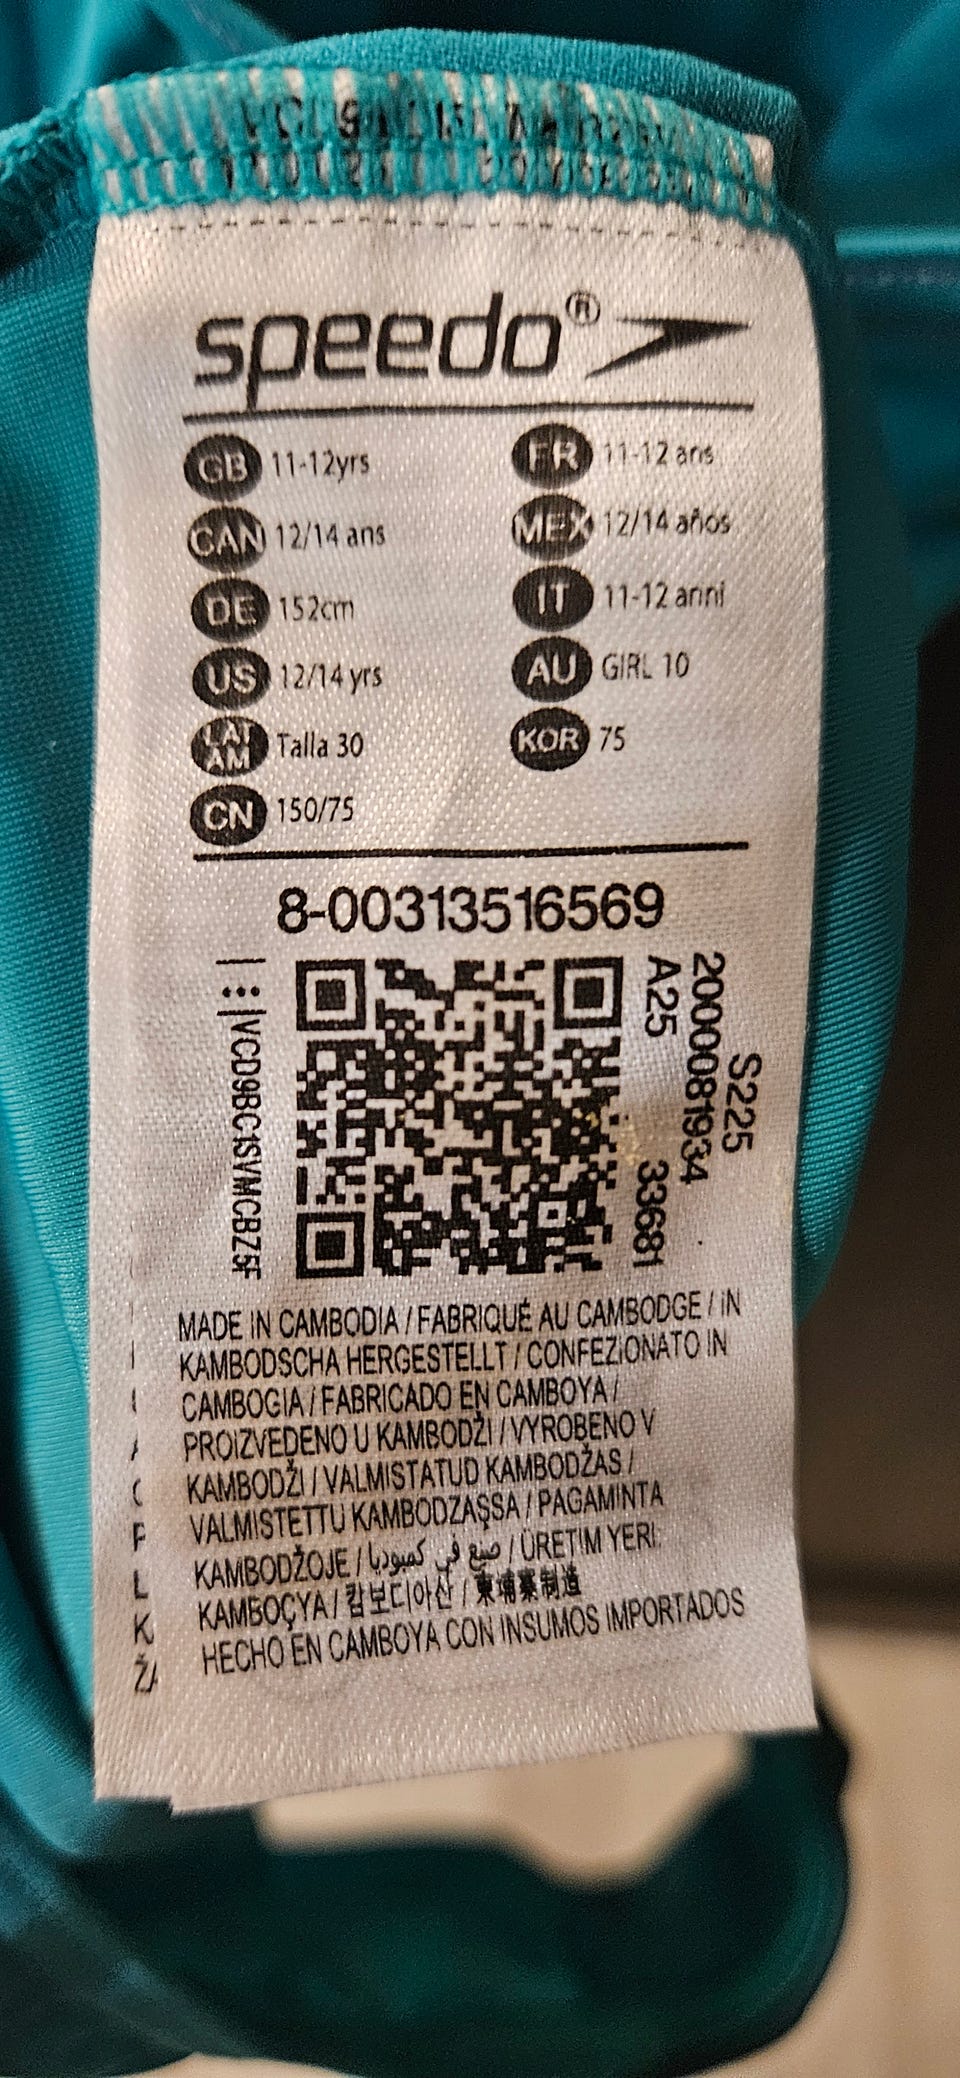 speedo®
GB 11-12yrs
FR 11-12 ans
CAN 12/14 ans
MEX 12/14 años
DE 152cm
IT 11-12 anni
US 12/14 yrs
AU GIRL 10
LAT AM Talla 30
KOR 75
CN 150/75
8-00313516569
VCD9BC1SVMCBZ5F
S225
2000081934
A25 33681
MADE IN CAMBODIA / FABRIQUÉ AU CAMBODGE / IN
KAMBODSCHA HERGESTELLT / CONFEZIONATO IN
CAMBOGIA / FABRICADO EN CAMBOYA /
PROIZVEDENO U KAMBODŽI / VYROBENO V
KAMBODŽI / VALMISTATUD KAMBODŽAS /
VALMISTETTU KAMBODZASSA / PAGAMINTA
KAMBODŽOJE / صنع في كمبوديا / ÜRETIM YERI:
KAMBOÇYA / 캄보디아산 / 柬埔寨制造
HECHO EN CAMBOYA CON INSUMOS IMPORTADOS